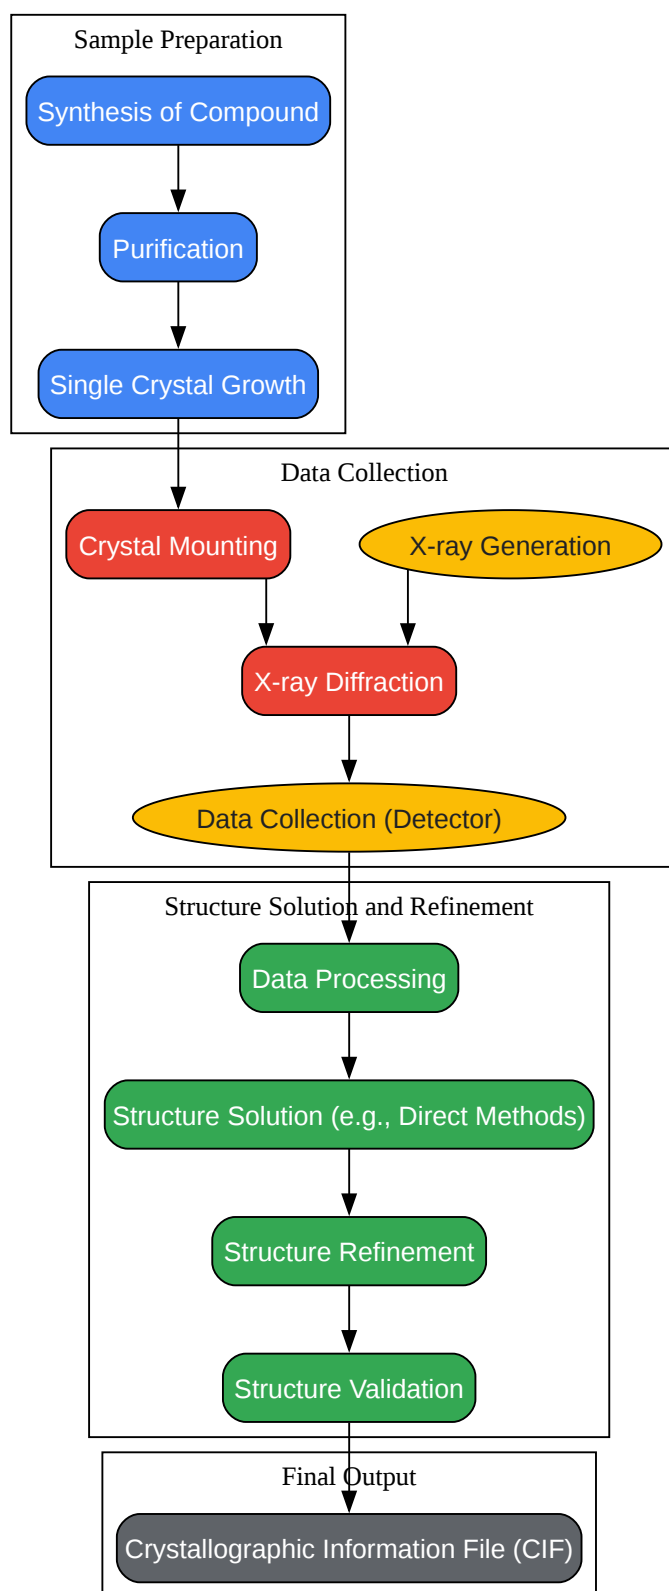 Sample Preparation
Synthesis of Compound
Purification
Single Crystal Growth
Data Collection
Crystal Mounting
X-ray Generation
X-ray Diffraction
Data Collection (Detector)
Structure Solution and Refinement
Data Processing
Structure Solution (e.g., Direct Methods)
Structure Refinement
Structure Validation
Final Output
Crystallographic Information File (CIF)